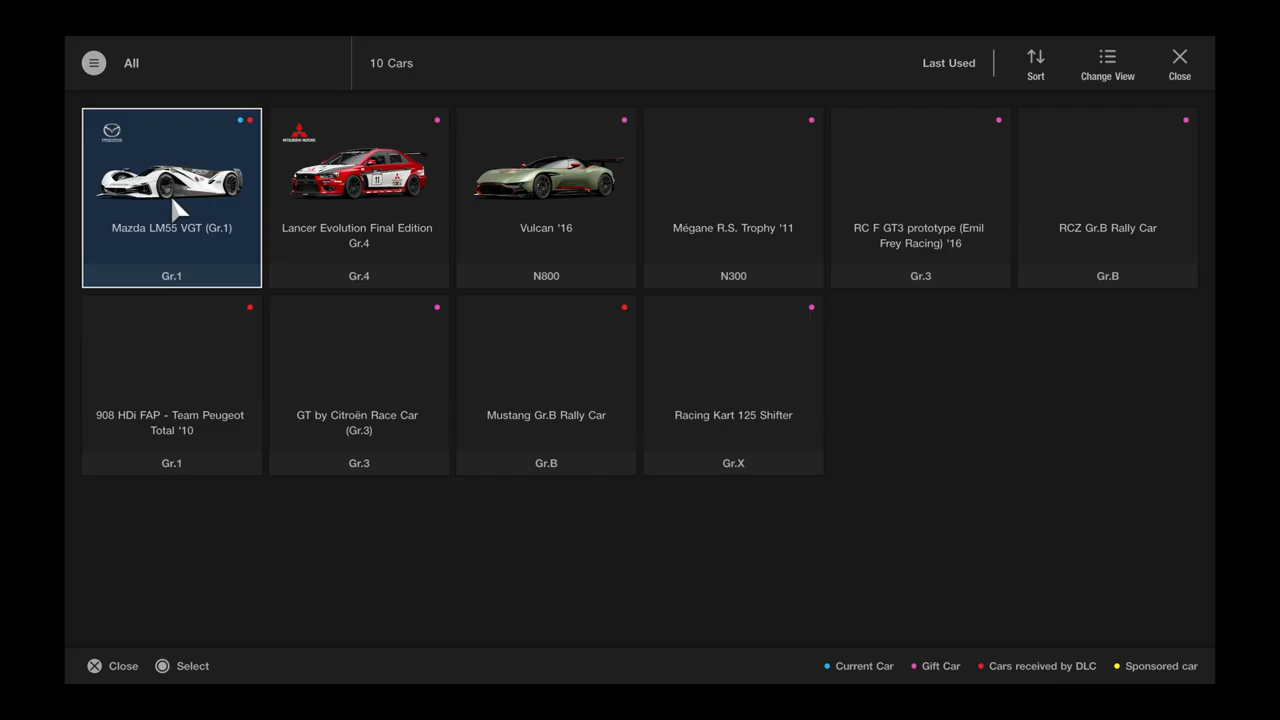 All
10 Cars
Last Used
Sort
Change View
Close
Mazda LM55 VGT (Gr.1)
Gr.1
MITSUBISHI MOTORS
Lancer Evolution Final Edition
Gr.4
Gr.4
Vulcan '16
N800
Mégane R.S. Trophy '11
N300
RC F GT3 prototype (Emil
Frey Racing) '16
Gr.3
RCZ Gr.B Rally Car
Gr.B
908 HDi FAP - Team Peugeot
Total '10
Gr.1
GT by Citroën Race Car
(Gr.3)
Gr.3
Mustang Gr.B Rally Car
Gr.B
Racing Kart 125 Shifter
Gr.X
Close
Select
Current Car
Gift Car
Cars received by DLC
Sponsored car